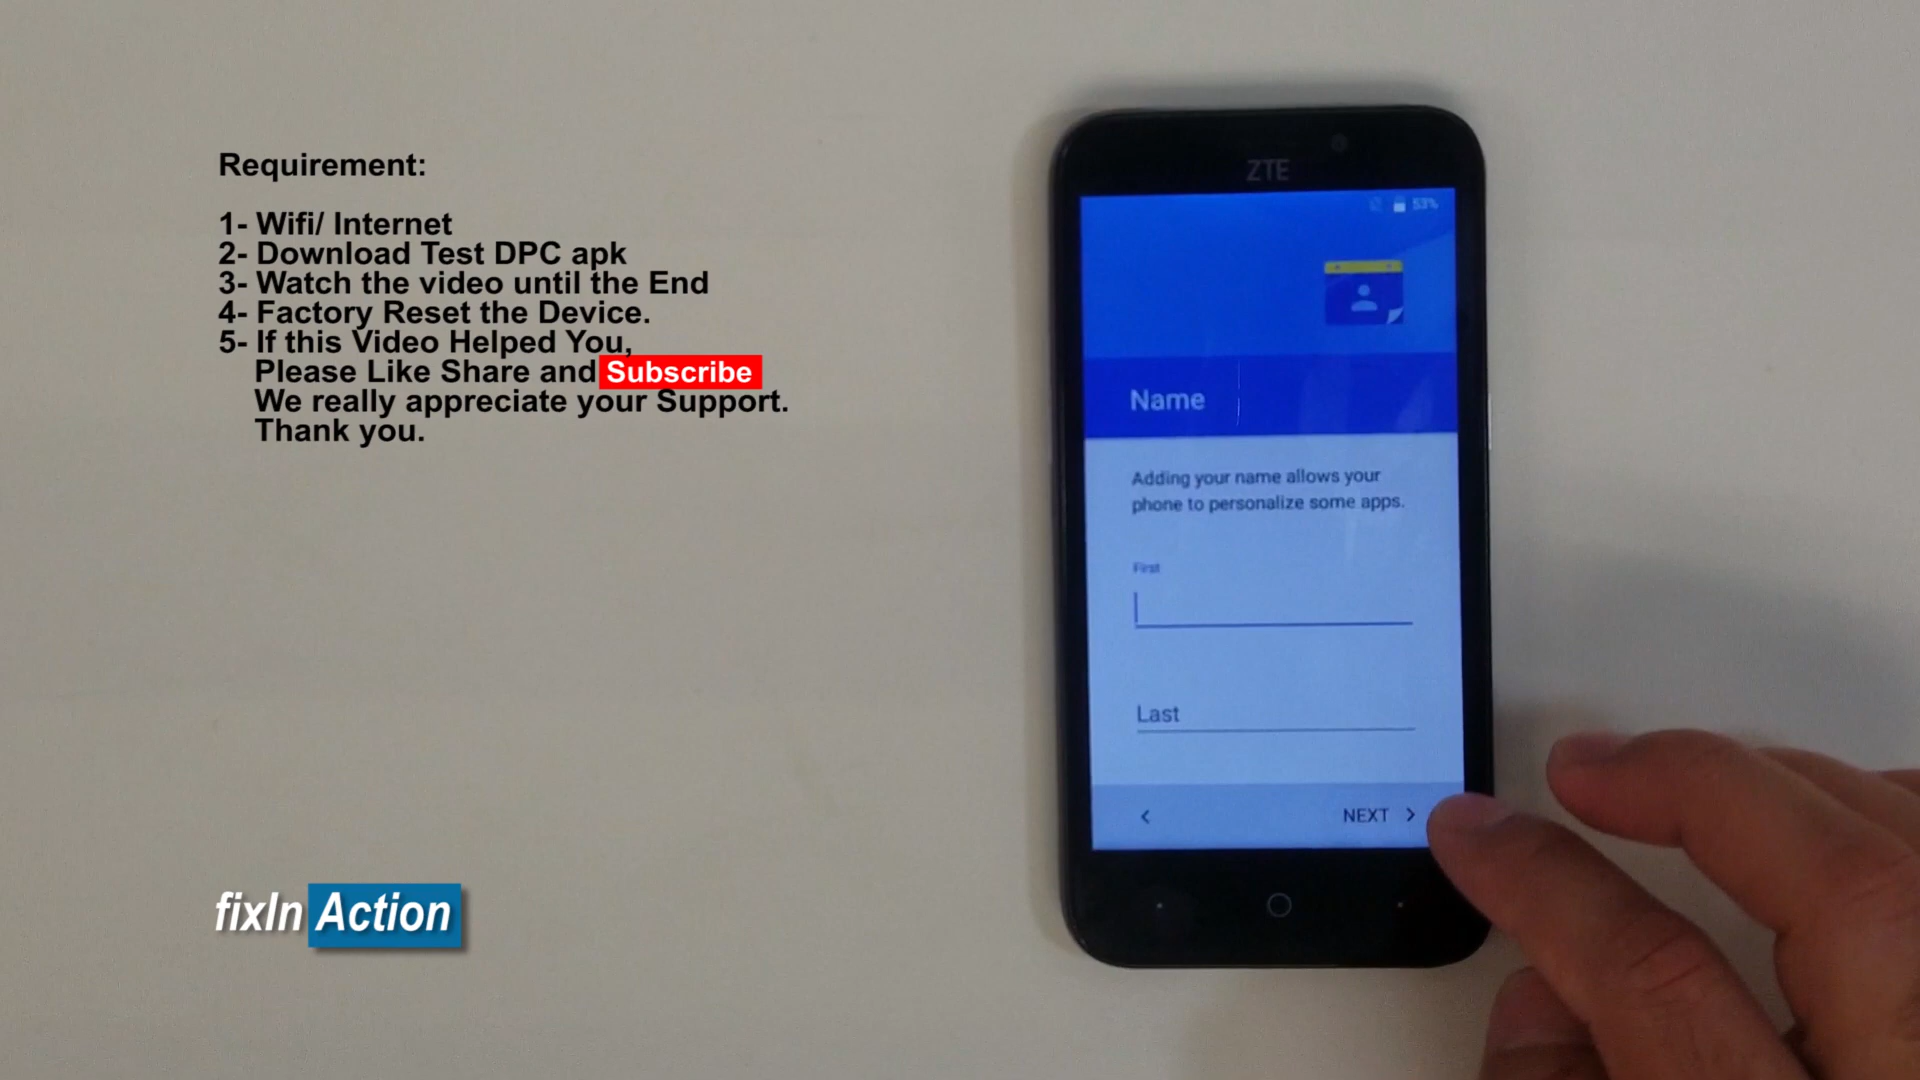 Requirement:
1- Wifi/ Internet
2- Download Test DPC apk
3- Watch the video until the End
4- Factory Reset the Device.
5- If this Video Helped You,
Please Like Share and Subscribe
We really appreciate your Support.
Thank you.
fixIn Action
ZTE
53%
Name
Adding your name allows your
phone to personalize some apps.
First
Last
NEXT